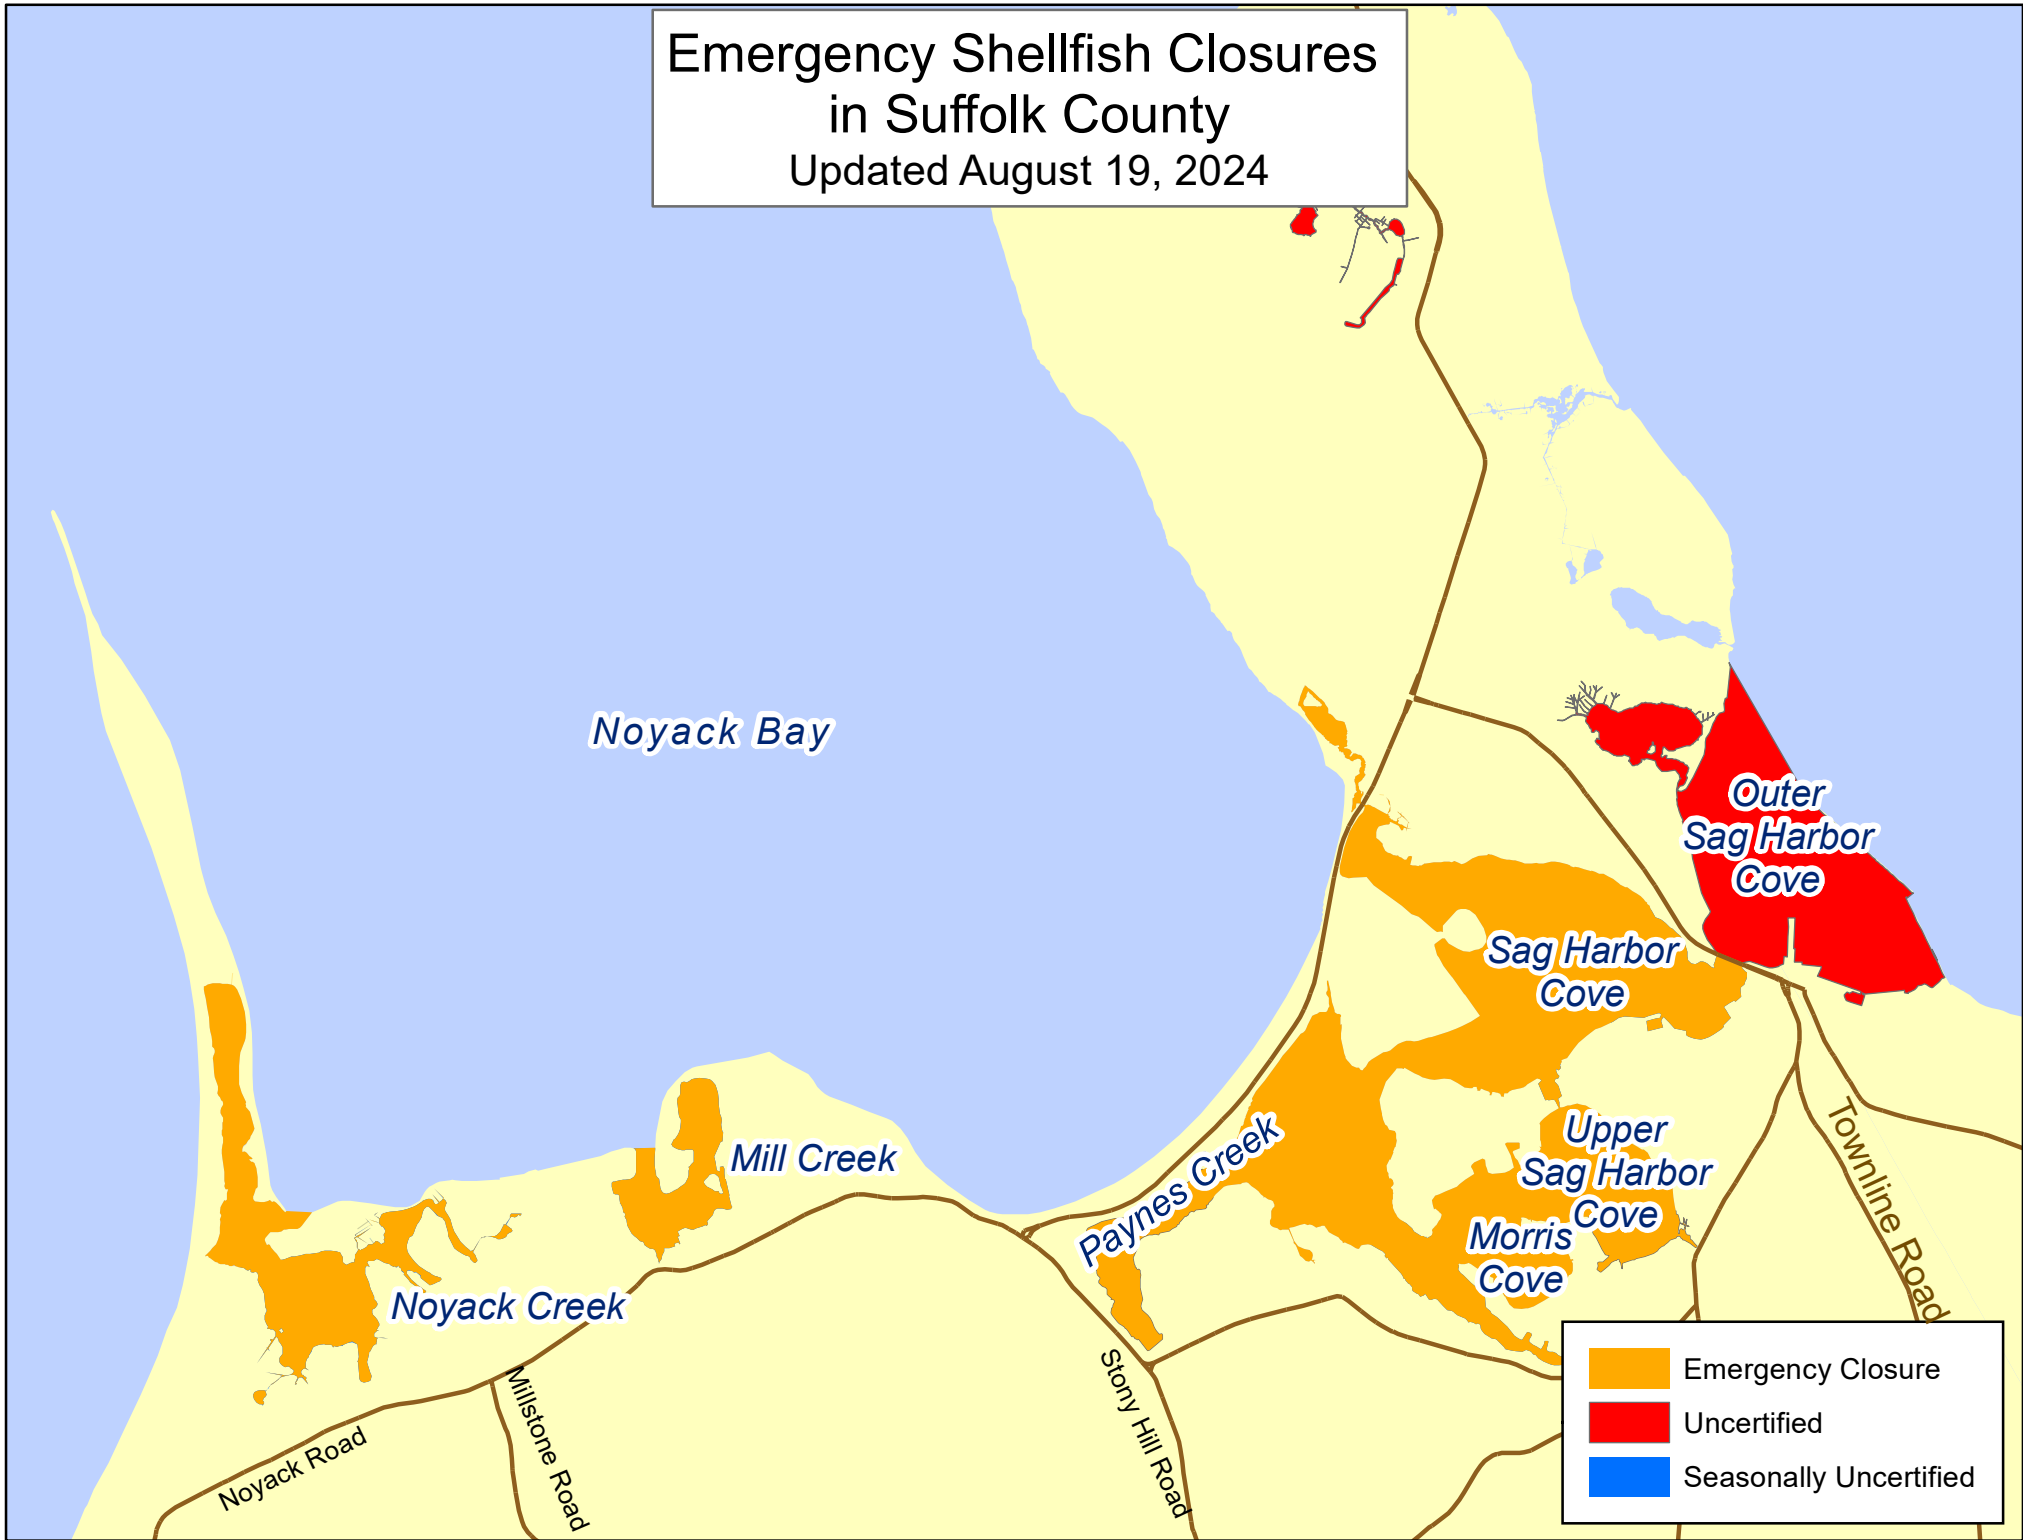 Emergency Shellfish Closures
in Suffolk County
Updated August 19, 2024
Noyack Bay
Outer
Sag Harbor
Cove
Sag Harbor
Cove
Upper
Sag Harbor
Cove
Morris
Cove
Mill Creek
Paynes Creek
Noyack Creek
Townline Road
Stony Hill Road
Millstone Road
Noyack Road
Emergency Closure
Uncertified
Seasonally Uncertified